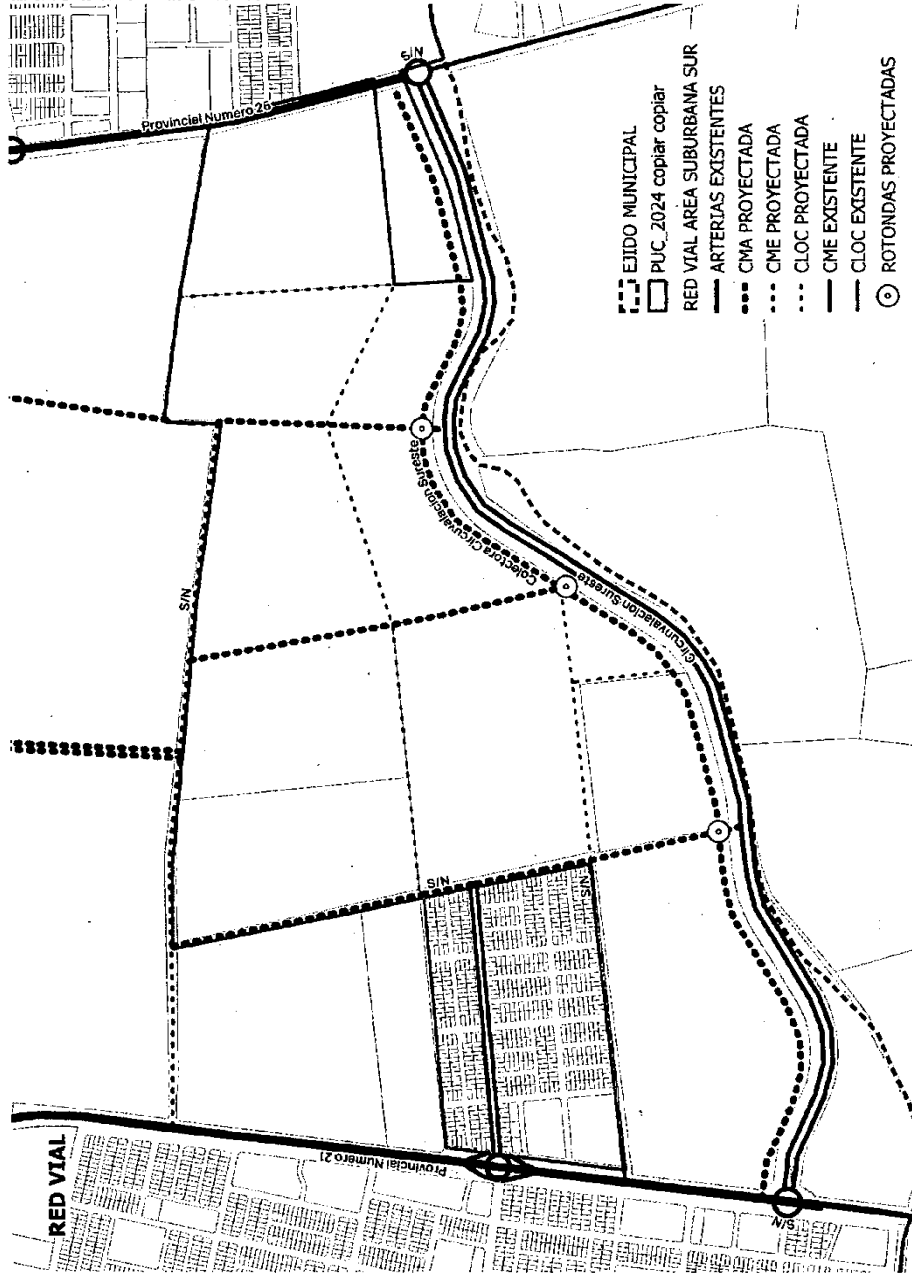 RED VIAL
Provincial Numero 25
S/N
S/N
Colectora Circunvalacion Sureste
Circunvalacion Sureste
S/N
S/N
Provincial Numero 21
S/N
EJIDO MUNICIPAL
PUC_2024 copiar copiar
RED VIAL AREA SUBURBANA SUR
ARTERIAS EXISTENTES
CMA PROYECTADA
CME PROYECTADA
CLOC PROYECTADA
CME EXISTENTE
CLOC EXISTENTE
ROTONDAS PROYECTADAS